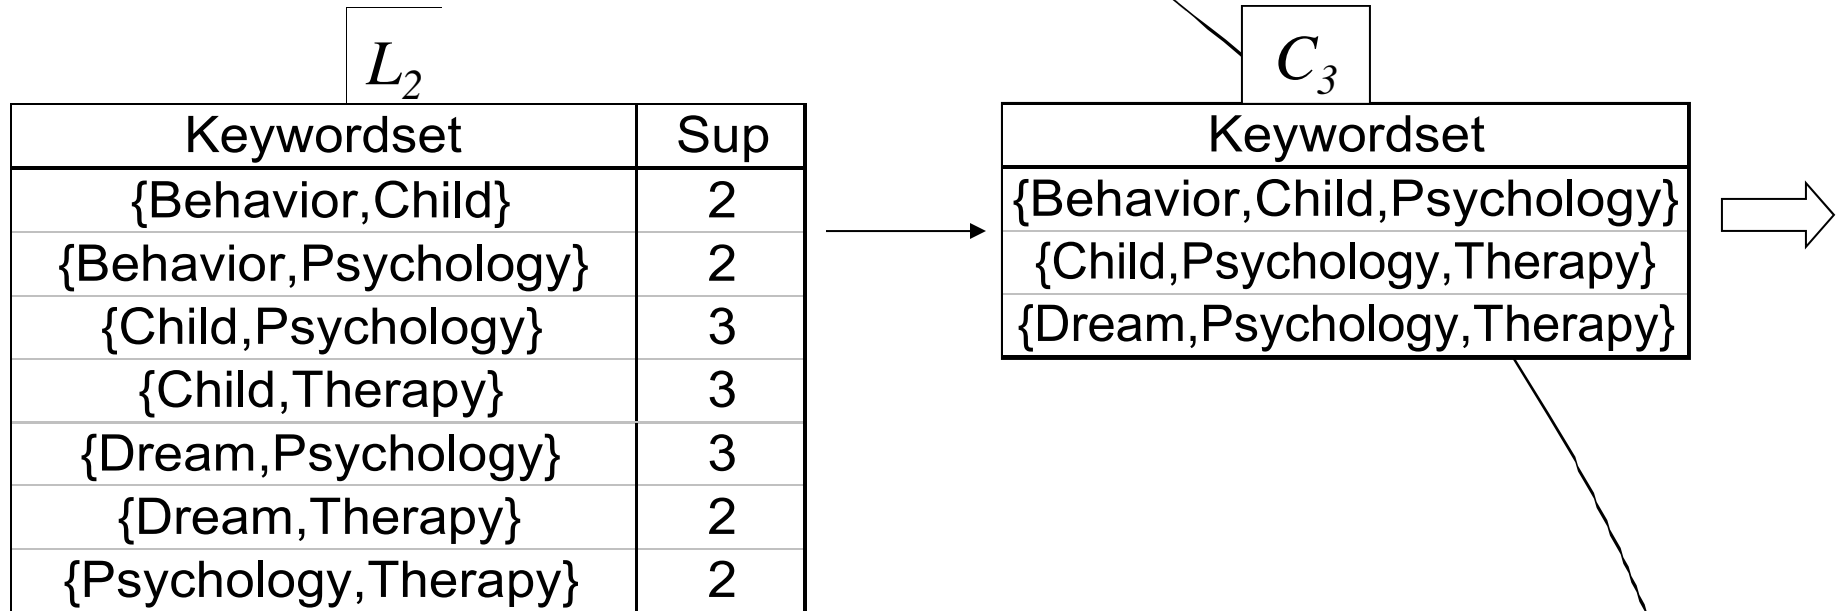 L2
Keywordset Sup
{Behavior,Child} 2
{Behavior,Psychology} 2
{Child,Psychology} 3
{Child,Therapy} 3
{Dream,Psychology} 3
{Dream,Therapy} 2
{Psychology,Therapy} 2
C3
Keywordset
{Behavior,Child,Psychology}
{Child,Psychology,Therapy}
{Dream,Psychology,Therapy}